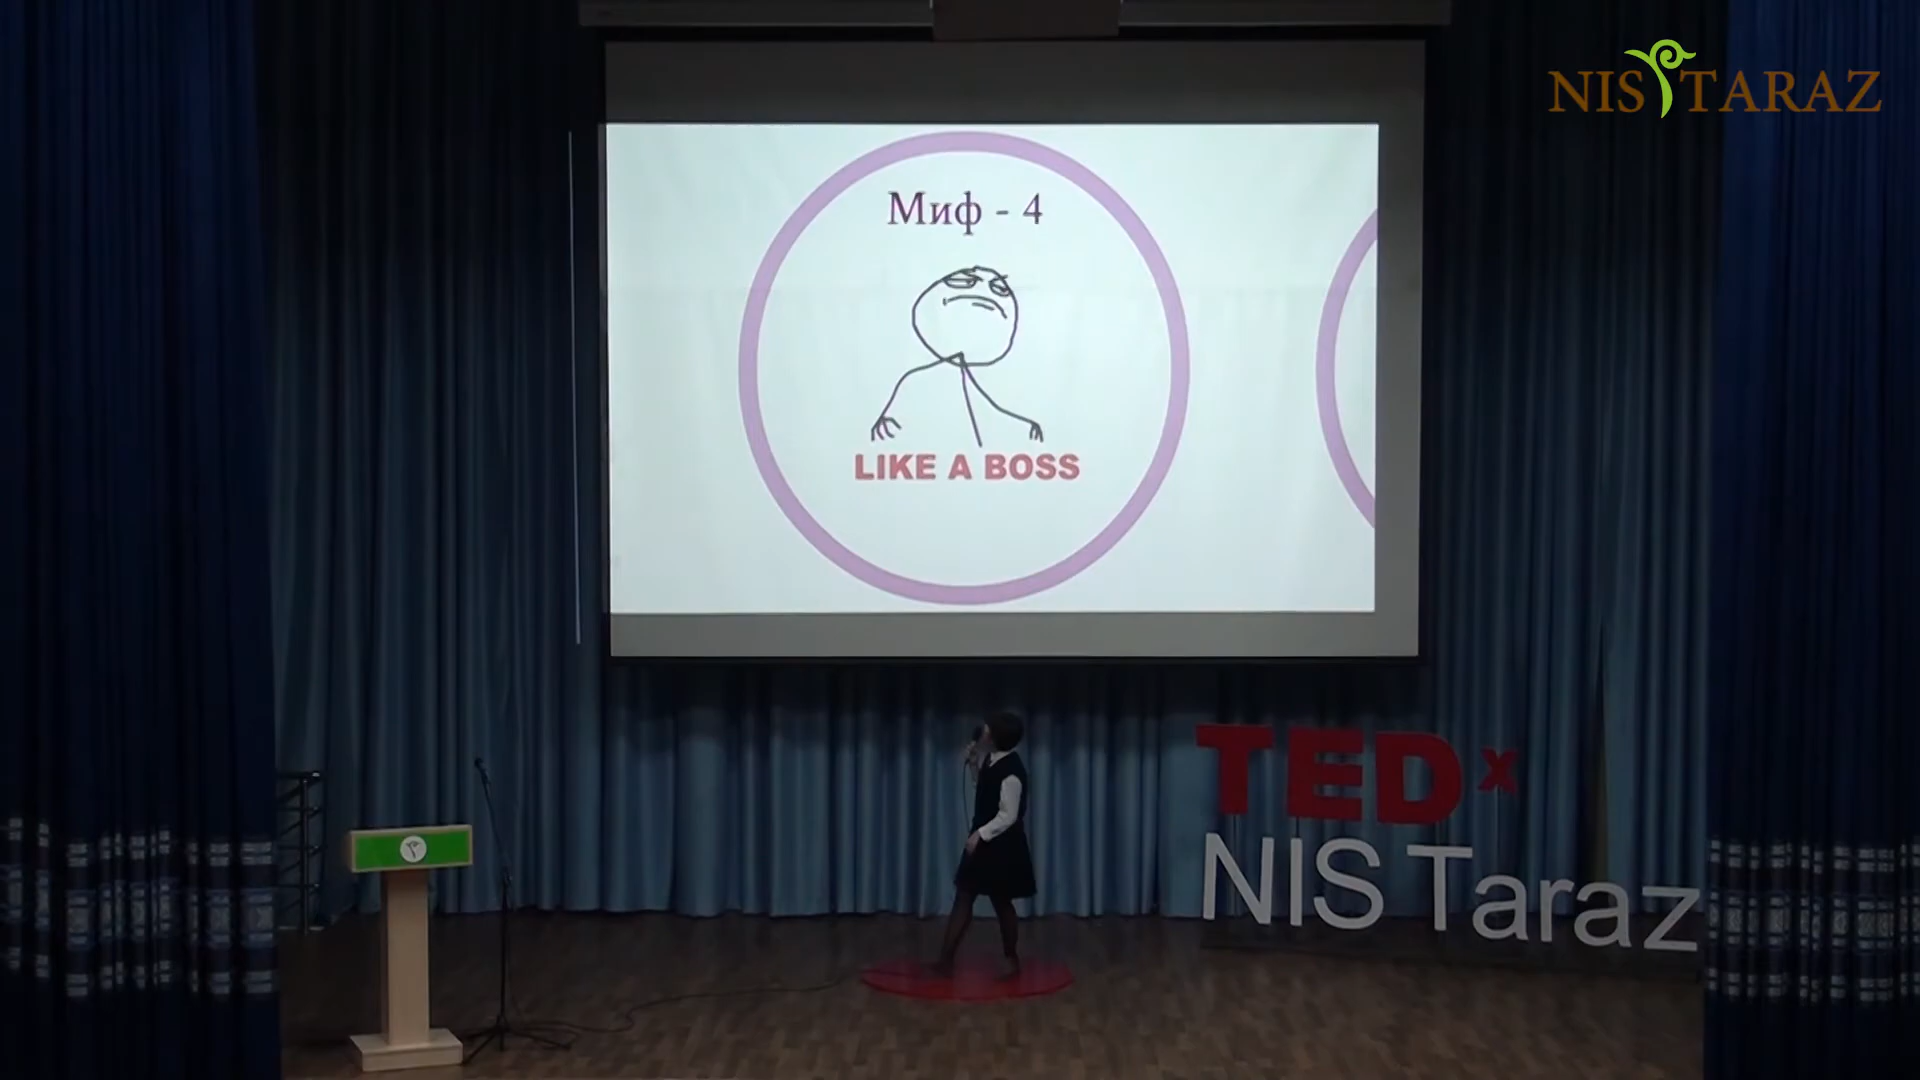 NIS TARAZ
Миф - 4
LIKE A BOSS
TEDx
NIS Taraz